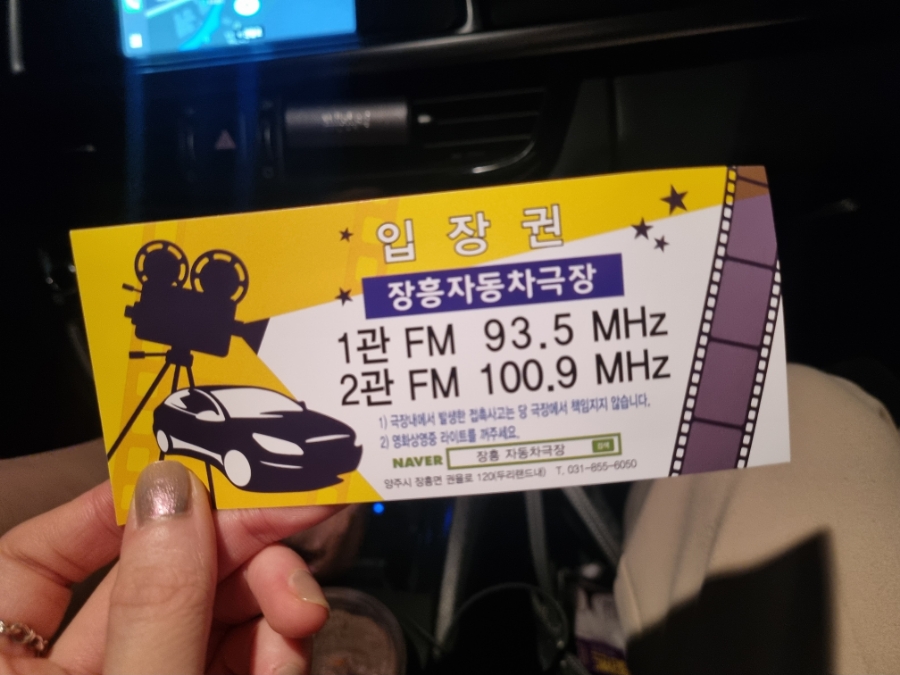 입장권
장흥자동차극장
1관 FM 93.5 MHz
2관 FM 100.9 MHz
1) 극장내에서 발생한 접촉사고는 당 극장에서 책임지지 않습니다.
2) 영화상영중 라이트를 꺼주세요.
NAVER 장흥 자동차극장 검색
양주시 장흥면 권율로 120(두리랜드내) T. 031-855-6050